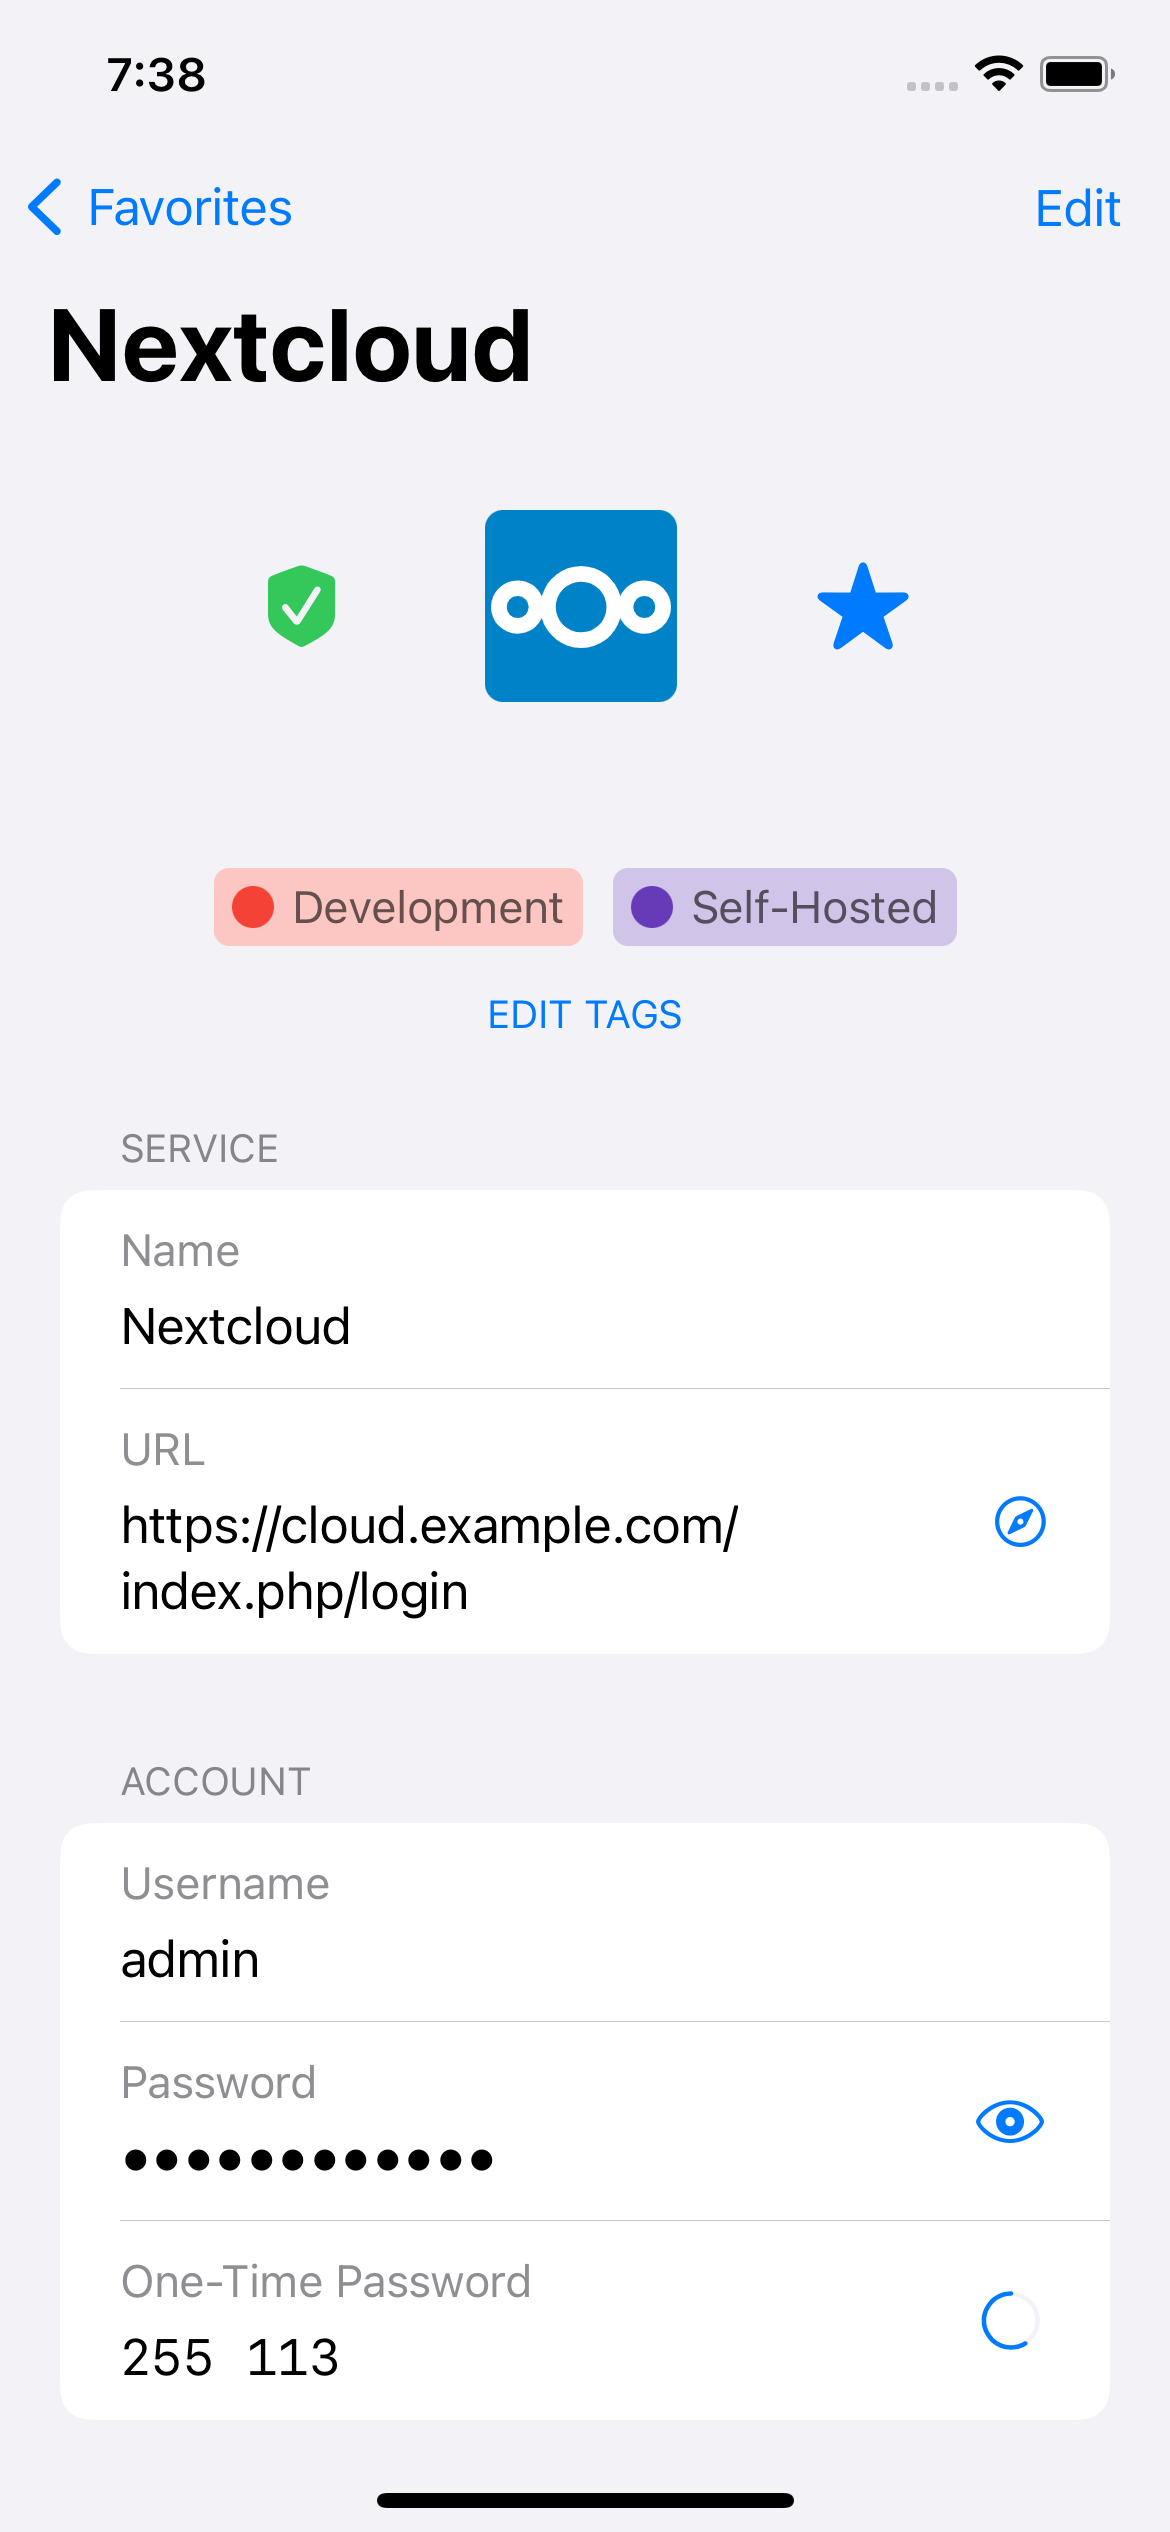 7:38
Favorites
Edit
Nextcloud
Development
Self-Hosted
EDIT TAGS
SERVICE
Name
Nextcloud
URL
https://cloud.example.com/
index.php/login
ACCOUNT
Username
admin
Password
••••••••••••
One-Time Password
255 113